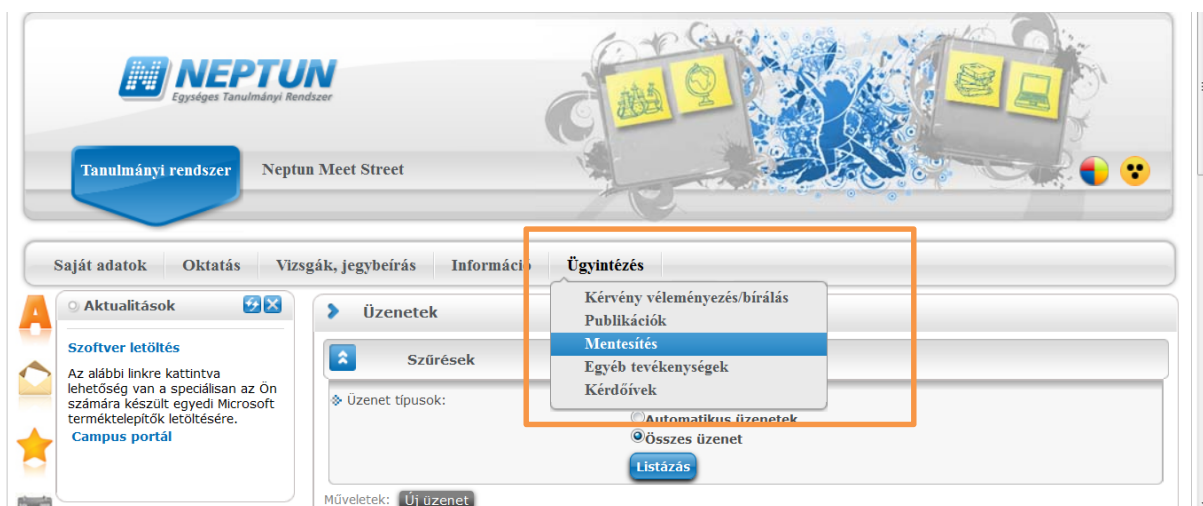 NEPTUN
Egységes Tanulmányi Rendszer
Tanulmányi rendszer
Neptun Meet Street
Saját adatok
Oktatás
Vizsgák, jegybeírás
Információ
Ügyintézés
Kérvény véleményezés/bírálás
Publikációk
Mentesítés
Egyéb tevékenységek
Kérdőívek
Aktualitások
Szoftver letöltés
Az alábbi linkre kattintva
lehetőség van a speciálisan az Ön
számára készült egyedi Microsoft
terméktelepítők letöltésére.
Campus portál
Üzenetek
Szűrések
Üzenet típusok:
Automatikus üzenetek
Összes üzenet
Listázás
Műveletek:
Új üzenet